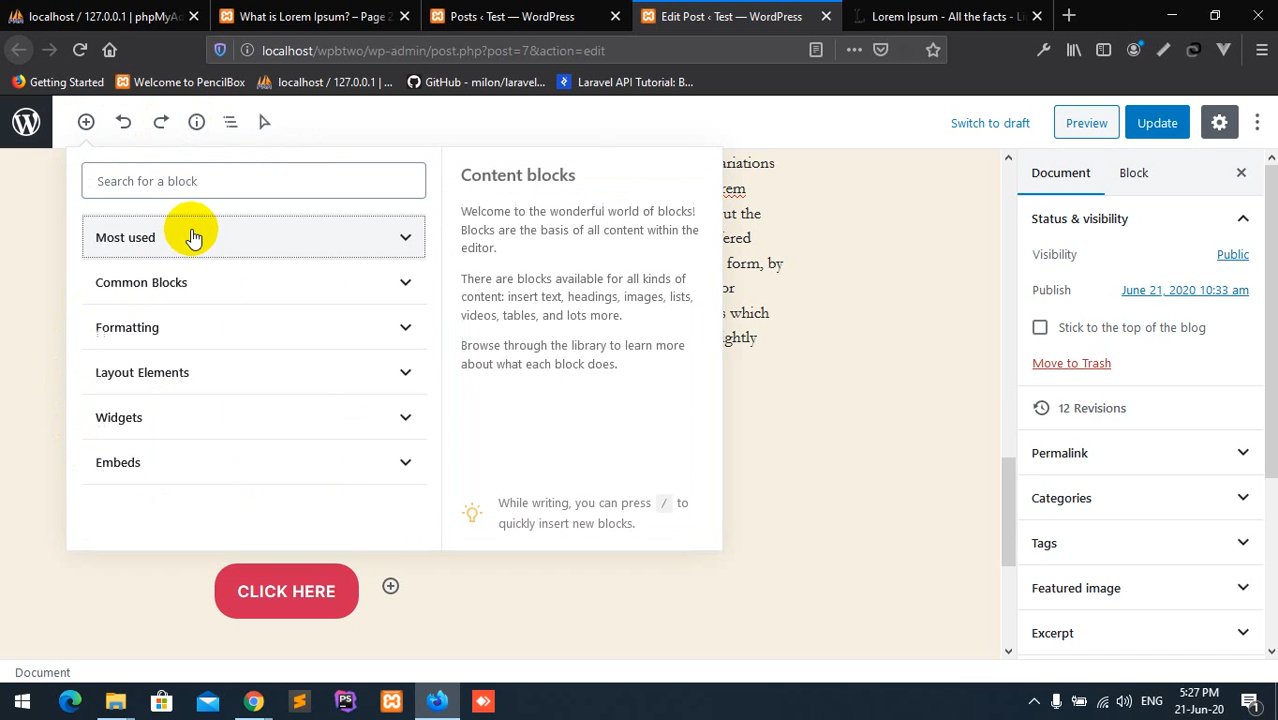 localhost / 127.0.0.1 | phpMyA
What is Lorem Ipsum? – Page 2
Posts ‹ Test — WordPress
Edit Post ‹ Test — WordPress
Lorem Ipsum - All the facts - Li
localhost/wpbtwo/wp-admin/post.php?post=7&action=edit
Getting Started
Welcome to PencilBox
localhost / 127.0.0.1 | ...
GitHub - milon/laravel...
Laravel API Tutorial: B...
Switch to draft
Preview
Update
Search for a block
Most used
Common Blocks
Formatting
Layout Elements
Widgets
Embeds
Content blocks
Welcome to the wonderful world of blocks!
Blocks are the basis of all content within the
editor.
There are blocks available for all kinds of
content: insert text, headings, images, lists,
videos, tables, and lots more.
Browse through the library to learn more
about what each block does.
While writing, you can press / to
quickly insert new blocks.
ariations
rem
ut the
ered
form, by
or
s which
ghtly
CLICK HERE
Document
Block
Status & visibility
Visibility
Public
Publish
June 21, 2020 10:33 am
Stick to the top of the blog
Move to Trash
12 Revisions
Permalink
Categories
Tags
Featured image
Excerpt
Document
ENG
5:27 PM
21-Jun-20